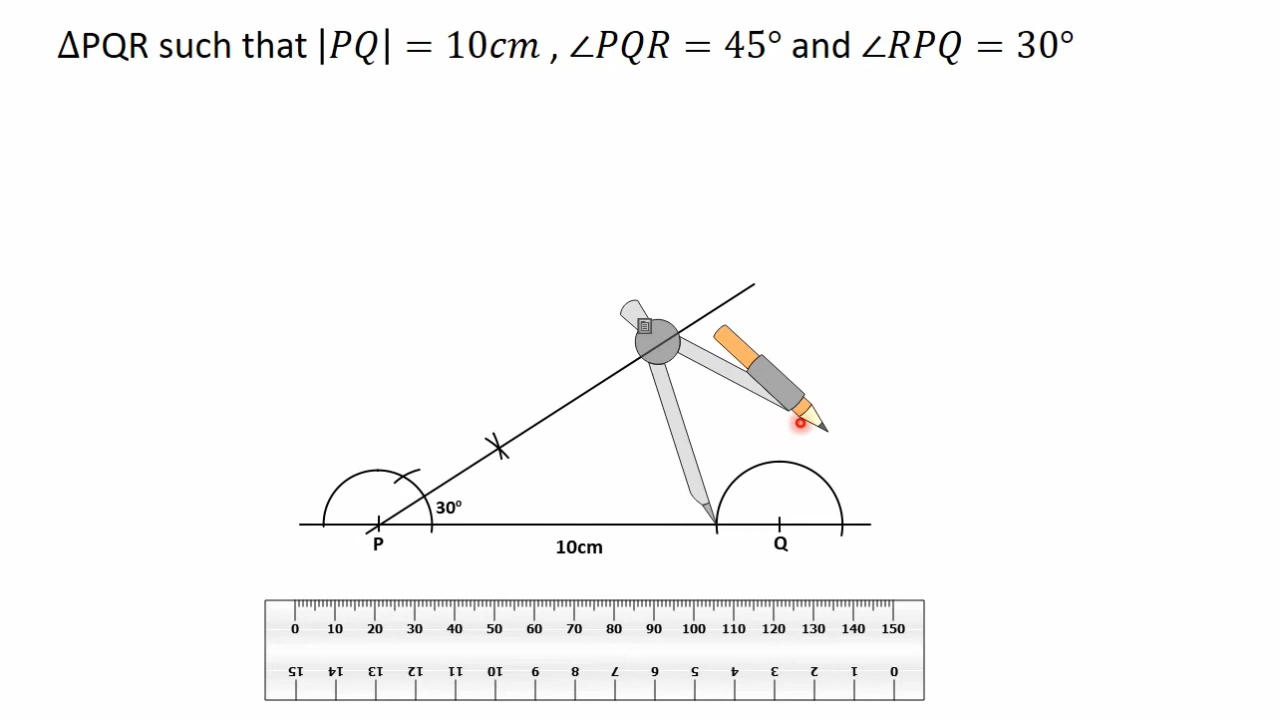 ΔPQR such that |PQ| = 10cm , ∠PQR = 45° and ∠RPQ = 30°
30º
P
Q
10cm
0 10 20 30 40 50 60 70 80 90 100 110 120 130 140 150
15 14 13 12 11 10 9 8 7 6 5 4 3 2 1 0